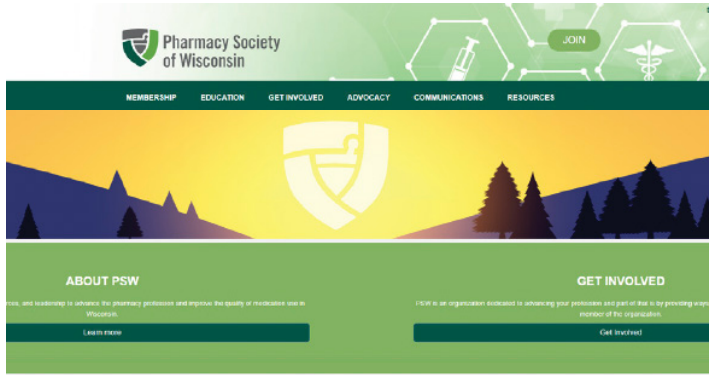 Pharmacy Society
of Wisconsin
JOIN
MEMBERSHIP EDUCATION GET INVOLVED ADVOCACY COMMUNICATIONS RESOURCES
ABOUT PSW
and leadership to advance the pharmacy profession and improve the quality of medication use in
Wisconsin.
Learn more
GET INVOLVED
PSW is an organization dedicated to advancing your profession and part of that is by providing ways
member of the organization.
Get Involved